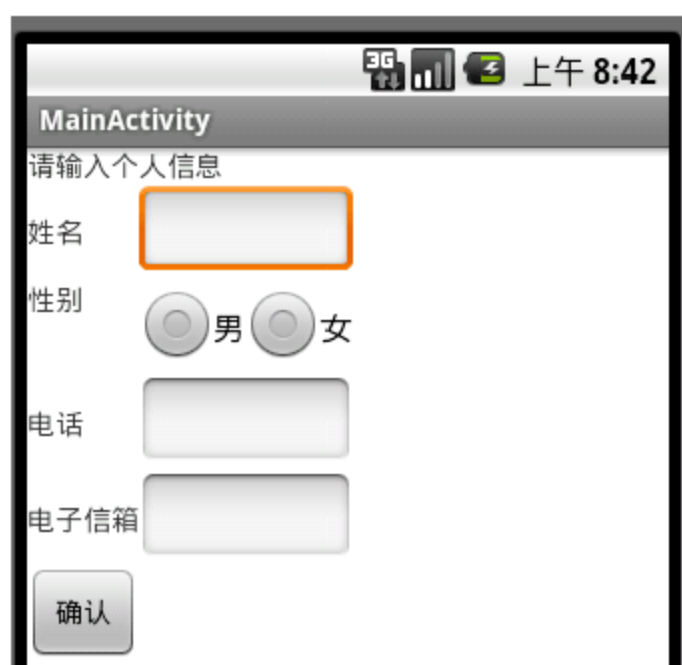 3G 上午 8:42
MainActivity
请输入个人信息
姓名
性别
男 女
电话
电子信箱
确认